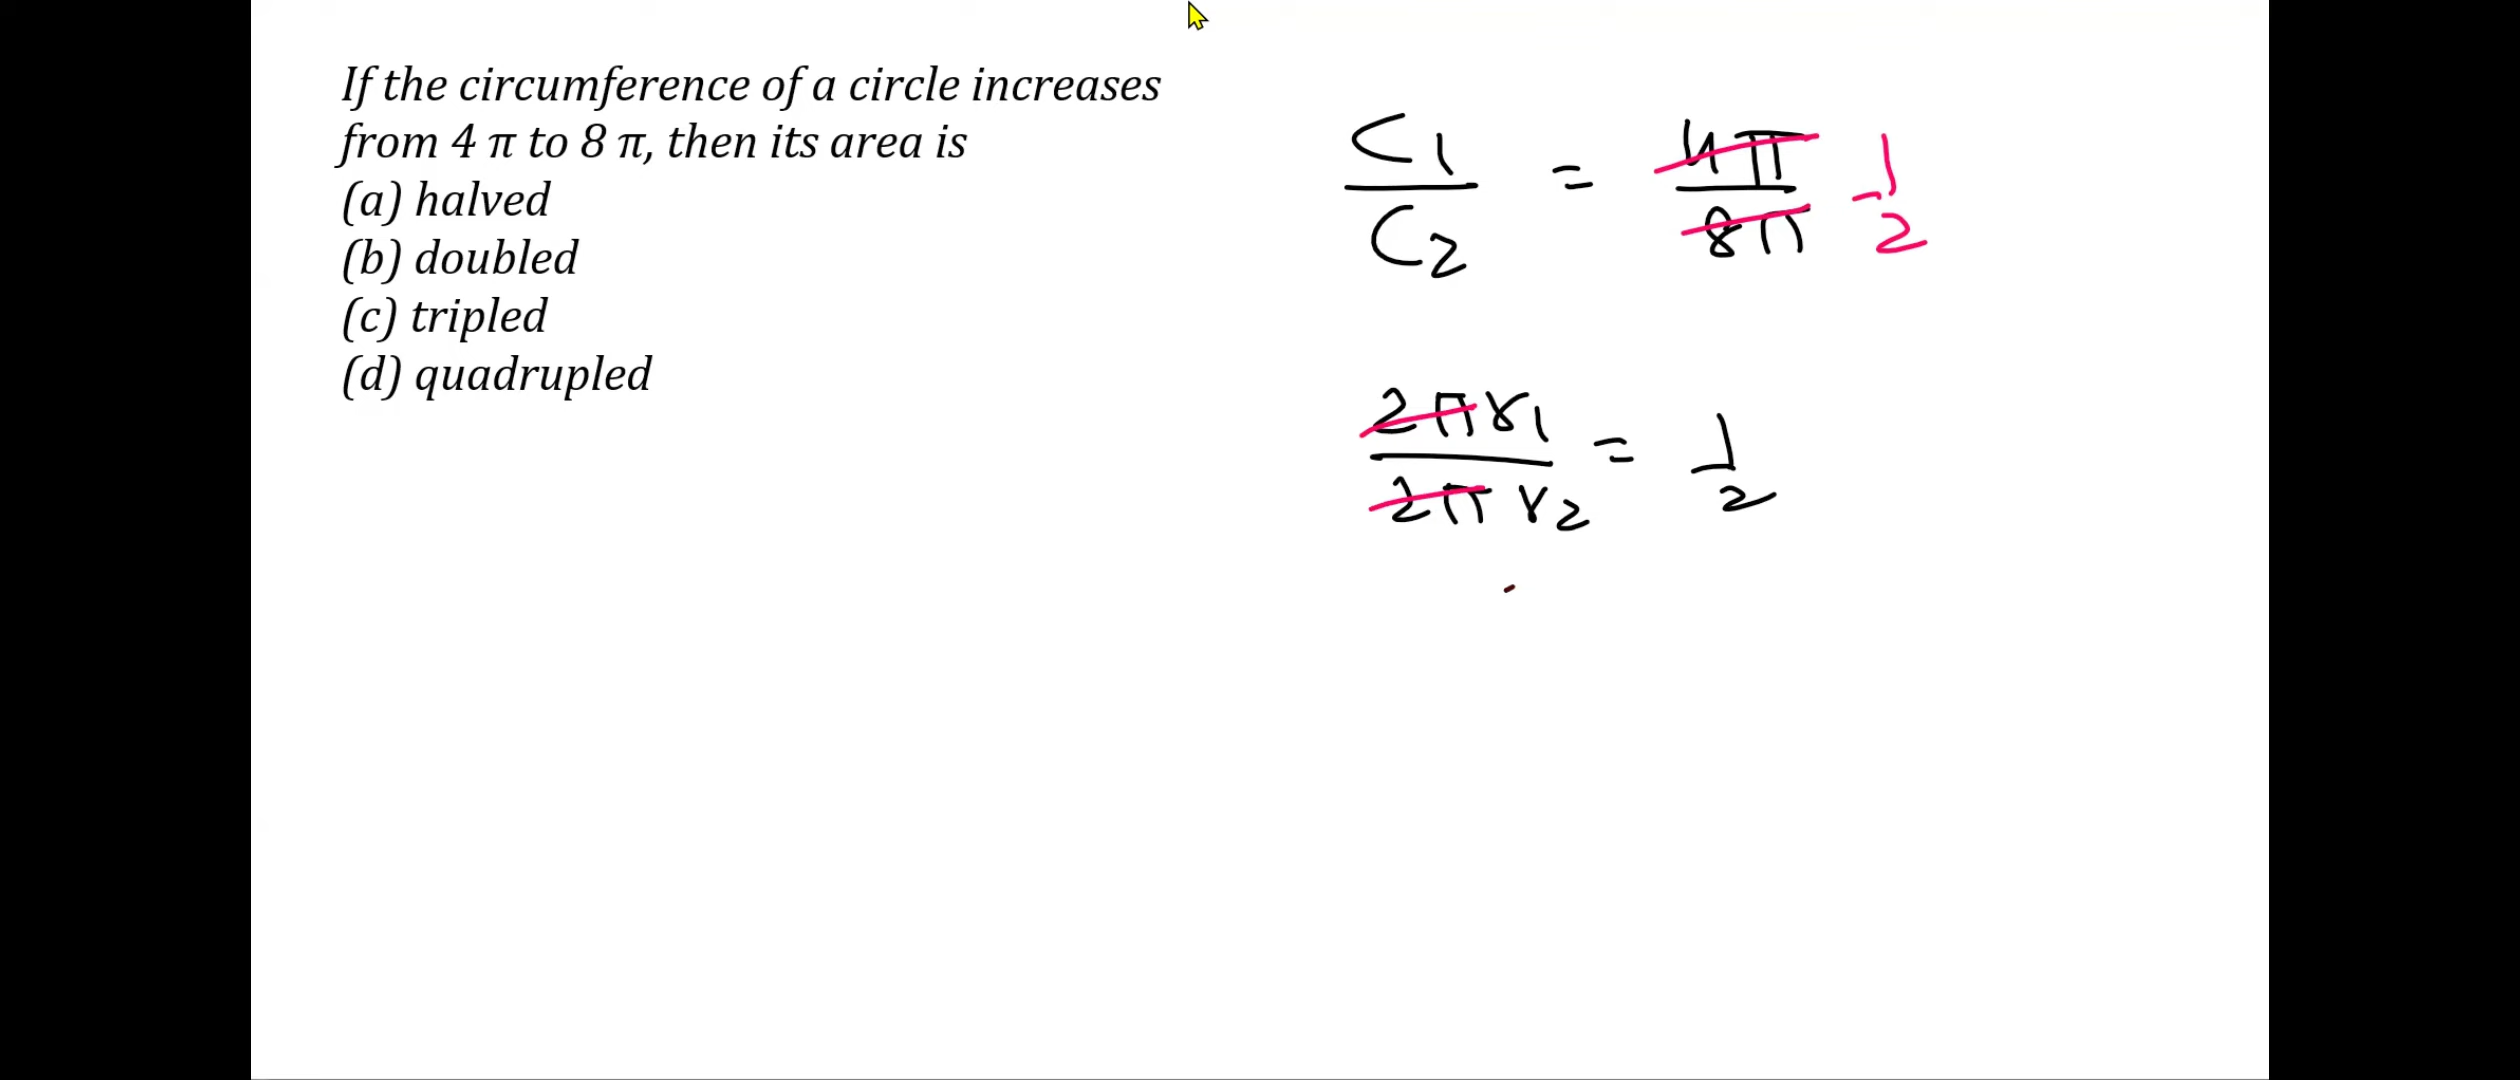 If the circumference of a circle increases
from 4 π to 8 π, then its area is
(a) halved
(b) doubled
(c) tripled
(d) quadrupled
C1/C2 = 4π/8π 1/2
2πr1/2πr2 = 1/2